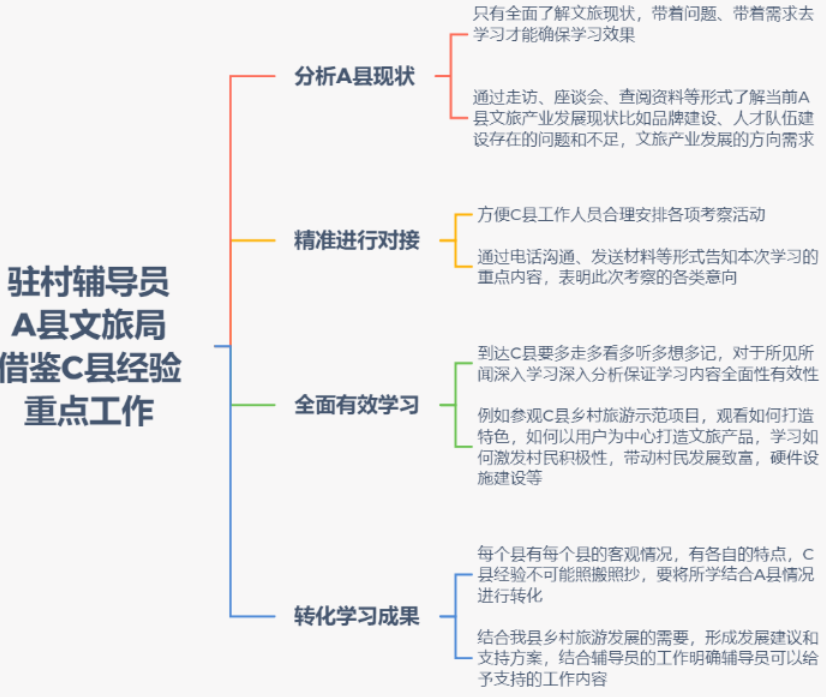 驻村辅导员
A县文旅局
借鉴C县经验
重点工作
分析A县现状
只有全面了解文旅现状，带着问题、带着需求去
学习才能确保学习效果
通过走访、座谈会、查阅资料等形式了解当前A
县文旅产业发展现状比如品牌建设、人才队伍建
设存在的问题和不足，文旅产业发展的方向需求
精准进行对接
方便C县工作人员合理安排各项考察活动
通过电话沟通、发送材料等形式告知本次学习的
重点内容，表明此次考察的各类意向
全面有效学习
到达C县要多走多看多听多想多记，对于所见所
闻深入学习深入分析保证学习内容全面性有效性
例如参观C县乡村旅游示范项目，观看如何打造
特色，如何以用户为中心打造文旅产品，学习如
何激发村民积极性，带动村民发展致富，硬件设
施建设等
转化学习成果
每个县有每个县的客观情况，有各自的特点，C
县经验不可能照搬照抄，要将所学结合A县情况
进行转化
结合我县乡村旅游发展的需要，形成发展建议和
支持方案，结合辅导员的工作明确辅导员可以给
予支持的工作内容